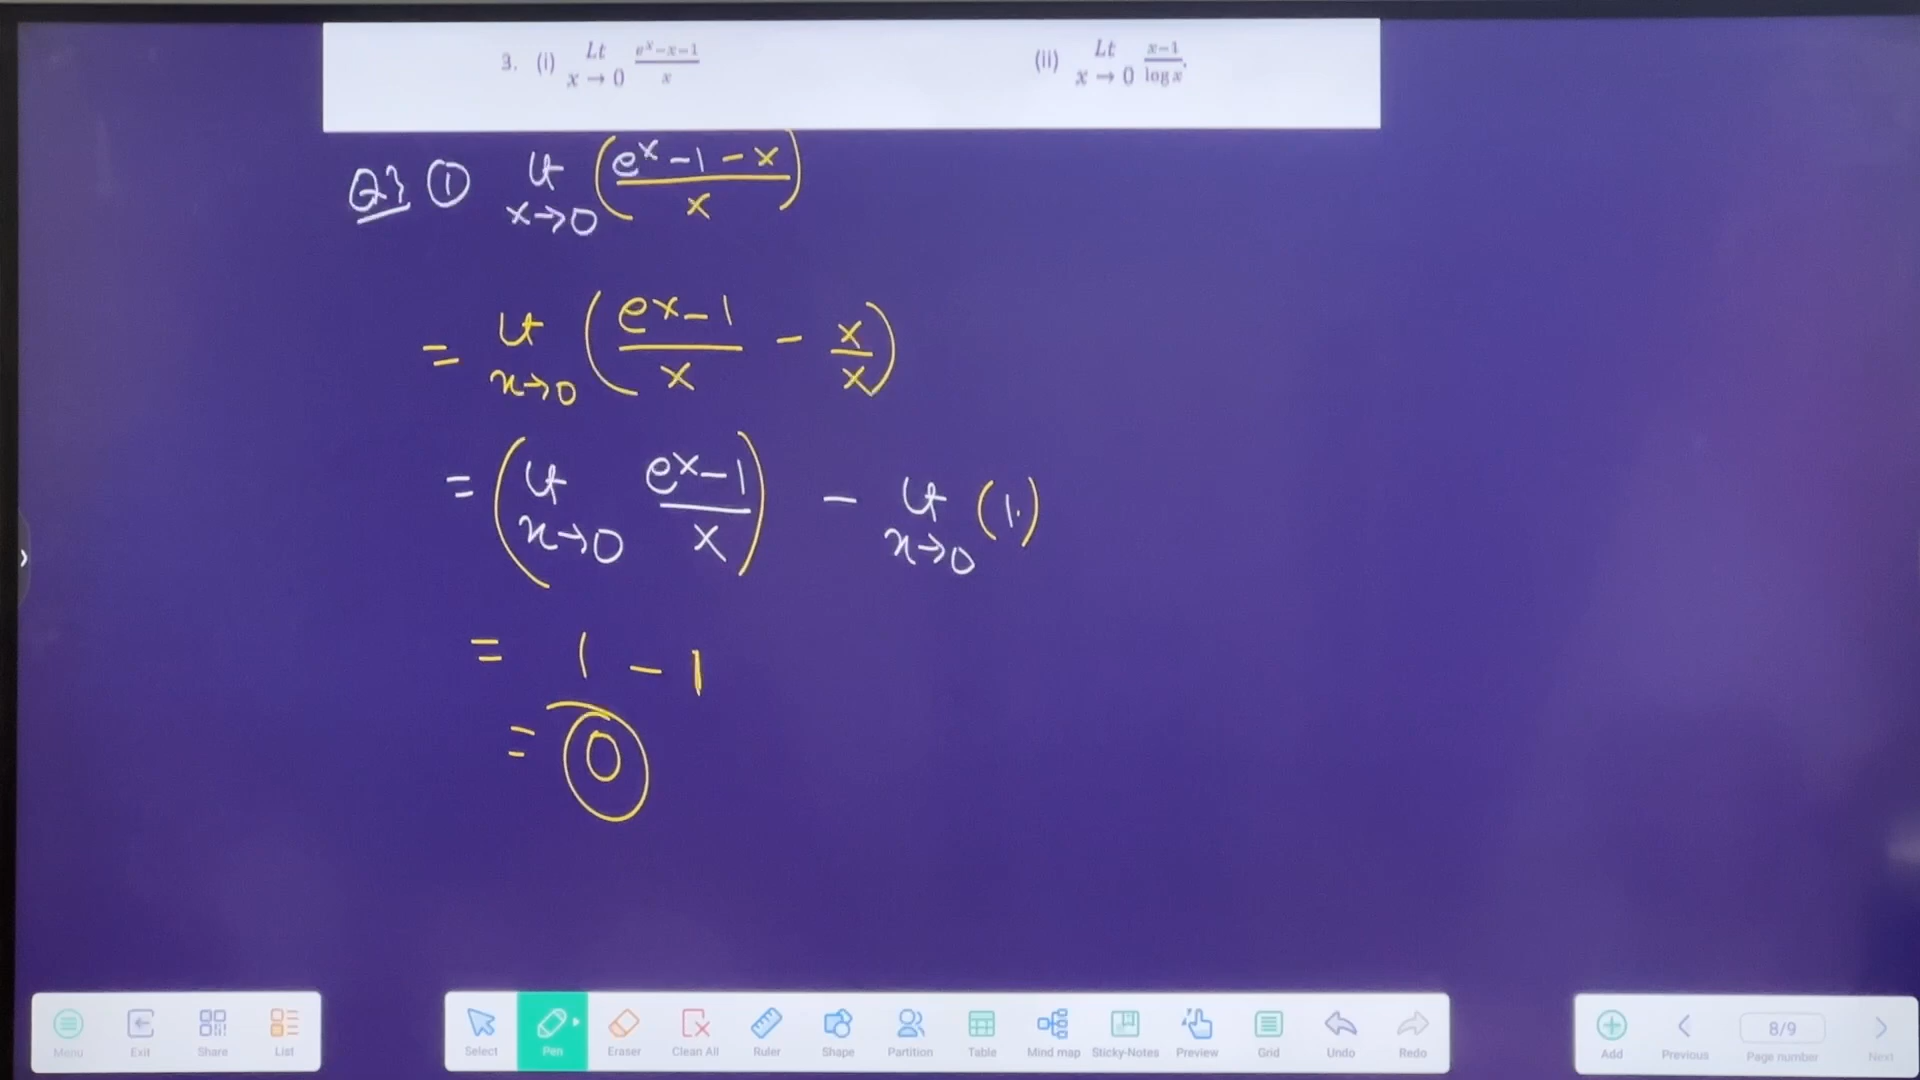 3. (i) Lt x→0 e^x−x−1 / x (ii) Lt x→0 x−1 / log x.
Q3 ① Lt x→0 (e^x −1 − x / x)
= Lt x→0 (e^x−1 / x − x / x)
= (Lt x→0 e^x−1 / x) − Lt x→0 (1.)
= 1 − 1
= 0
Menu Exit Share List Select Pen Eraser Clean All Ruler Shape Partition Table Mind map Sticky-Notes Preview Grid Undo Redo Add Previous 8/9 Page number Next